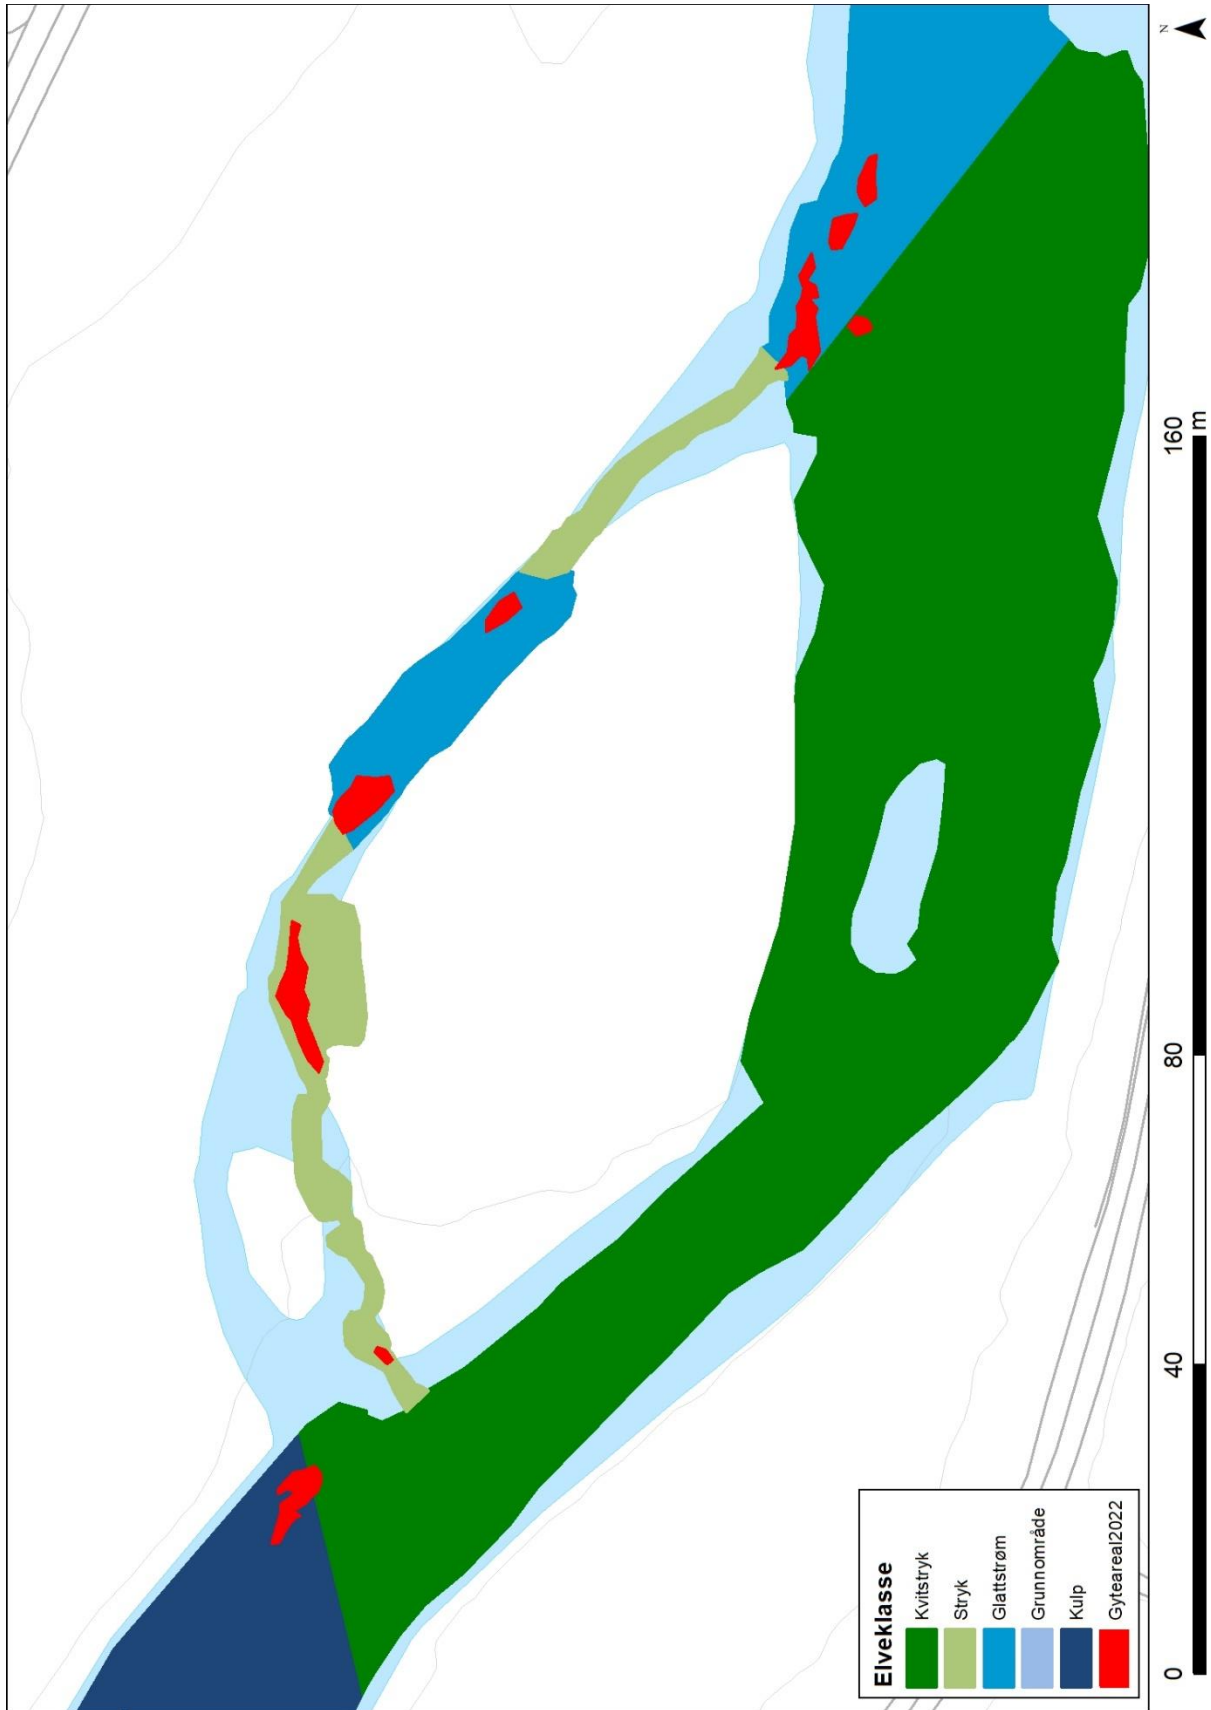 Elveklasse
Kvitstryk
Stryk
Glattstrøm
Grunnområde
Kulp
Gyteareal2022
0 40 80 160
m
N